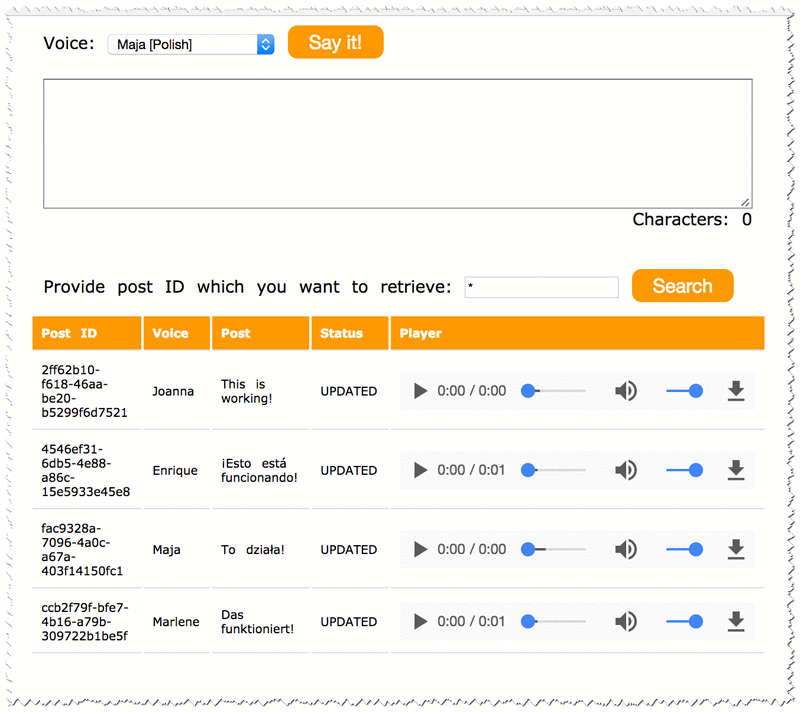 Voice: Maja [Polish] Say it!
Characters: 0
Provide post ID which you want to retrieve: * Search
Post ID Voice Post Status Player
2ff62b10-
f618-46aa-
be20-
b5299f6d7521
Joanna
This is
working!
UPDATED
0:00 / 0:00
4546ef31-
6db5-4e88-
a86c-
15e5933e45e8
Enrique
¡Esto está
funcionando!
UPDATED
0:00 / 0:01
fac9328a-
7096-4a0c-
a67a-
403f14150fc1
Maja
To działa!
UPDATED
0:00 / 0:00
ccb2f79f-bfe7-
4b16-a79b-
309722b1be5f
Marlene
Das
funktioniert!
UPDATED
0:00 / 0:01